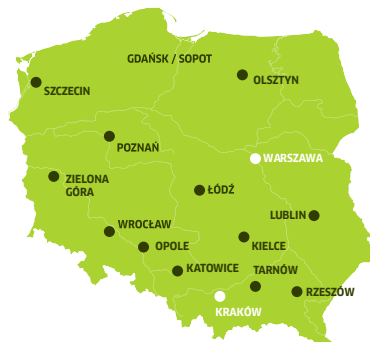 GDAŃSK / SOPOT
OLSZTYN
SZCZECIN
POZNAŃ
WARSZAWA
ZIELONA
GÓRA
ŁÓDŹ
LUBLIN
WROCŁAW
OPOLE
KIELCE
KATOWICE
TARNÓW
RZESZÓW
KRAKÓW